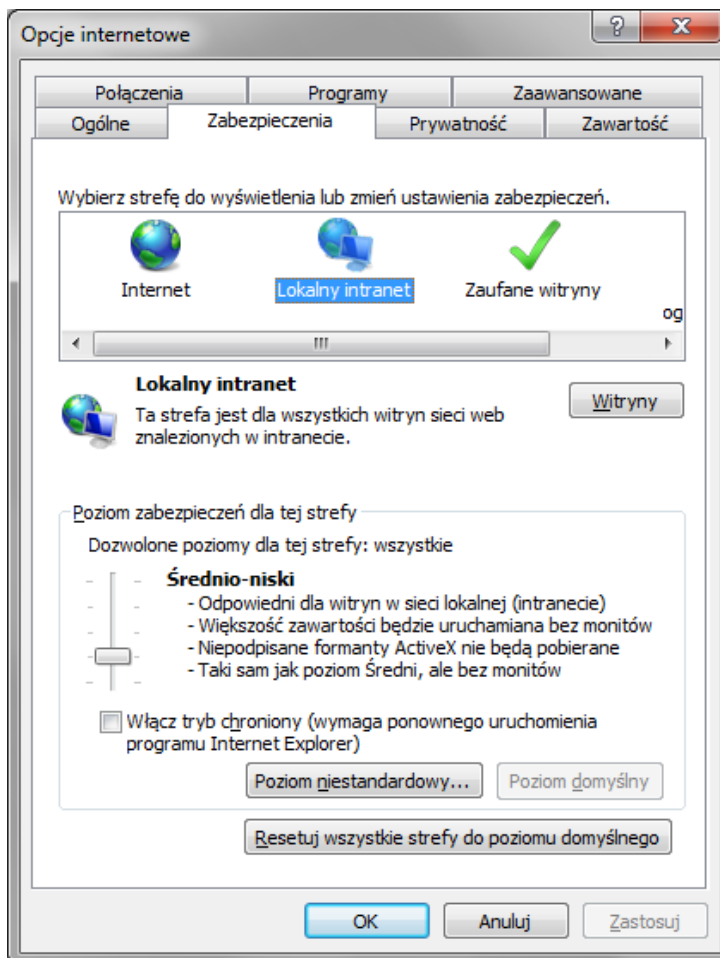 Opcje internetowe
Połączenia Programy Zaawansowane
Ogólne Zabezpieczenia Prywatność Zawartość
Wybierz strefę do wyświetlenia lub zmień ustawienia zabezpieczeń.
Internet Lokalny intranet Zaufane witryny
og
Lokalny intranet
Ta strefa jest dla wszystkich witryn sieci web
znalezionych w intranecie.
Witryny
Poziom zabezpieczeń dla tej strefy
Dozwolone poziomy dla tej strefy: wszystkie
Średnio-niski
- Odpowiedni dla witryn w sieci lokalnej (intranecie)
- Większość zawartości będzie uruchamiana bez monitów
- Niepodpisane formanty ActiveX nie będą pobierane
- Taki sam jak poziom Średni, ale bez monitów
Włącz tryb chroniony (wymaga ponownego uruchomienia
programu Internet Explorer)
Poziom niestandardowy... Poziom domyślny
Resetuj wszystkie strefy do poziomu domyślnego
OK Anuluj Zastosuj